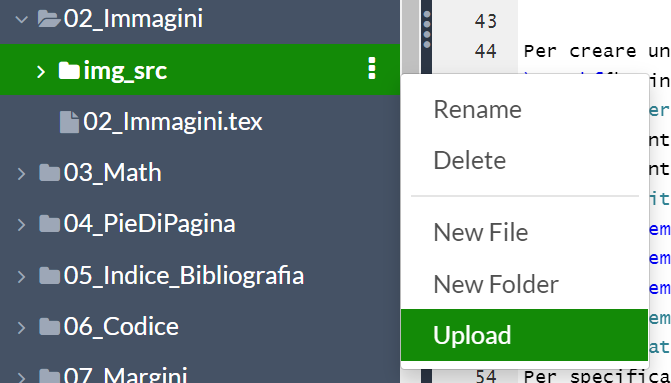 02_Immagini
img_src
02_Immagini.tex
03_Math
04_PieDiPagina
05_Indice_Bibliografia
06_Codice
07_Margini
Rename
Delete
New File
New Folder
Upload
43
44 Per creare un
54 Per specifica